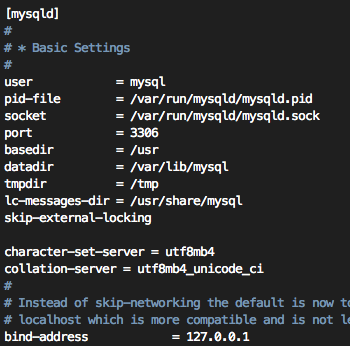 [mysqld]
#
# * Basic Settings
#
user = mysql
pid-file = /var/run/mysqld/mysqld.pid
socket = /var/run/mysqld/mysqld.sock
port = 3306
basedir = /usr
datadir = /var/lib/mysql
tmpdir = /tmp
lc-messages-dir = /usr/share/mysql
skip-external-locking
character-set-server = utf8mb4
collation-server = utf8mb4_unicode_ci
#
# Instead of skip-networking the default is now to
# localhost which is more compatible and is not
bind-address = 127.0.0.1